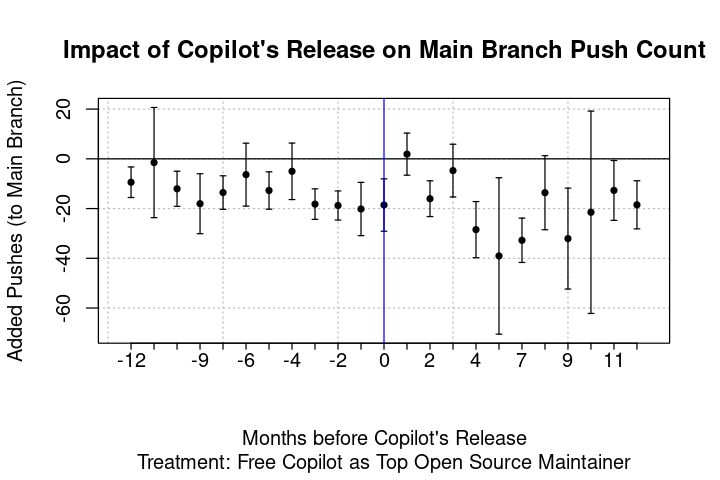 Impact of Copilot's Release on Main Branch Push Count
Added Pushes (to Main Branch)
20
0
-20
-40
-60
-12 -9 -6 -4 -2 0 2 4 7 9 11
Months before Copilot's Release
Treatment: Free Copilot as Top Open Source Maintainer